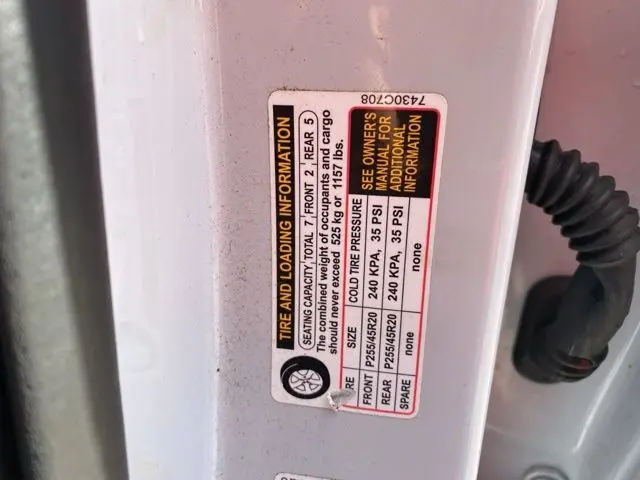 TIRE AND LOADING INFORMATION
SEATING CAPACITY TOTAL 7 FRONT 2 REAR 5
The combined weight of occupants and cargo
should never exceed 525 kg or 1157 lbs.
RE SIZE COLD TIRE PRESSURE
FRONT P255/45R20 240 KPA, 35 PSI
REAR P255/45R20 240 KPA, 35 PSI
SPARE none none
SEE OWNER'S
MANUAL FOR
ADDITIONAL
INFORMATION
7430C708